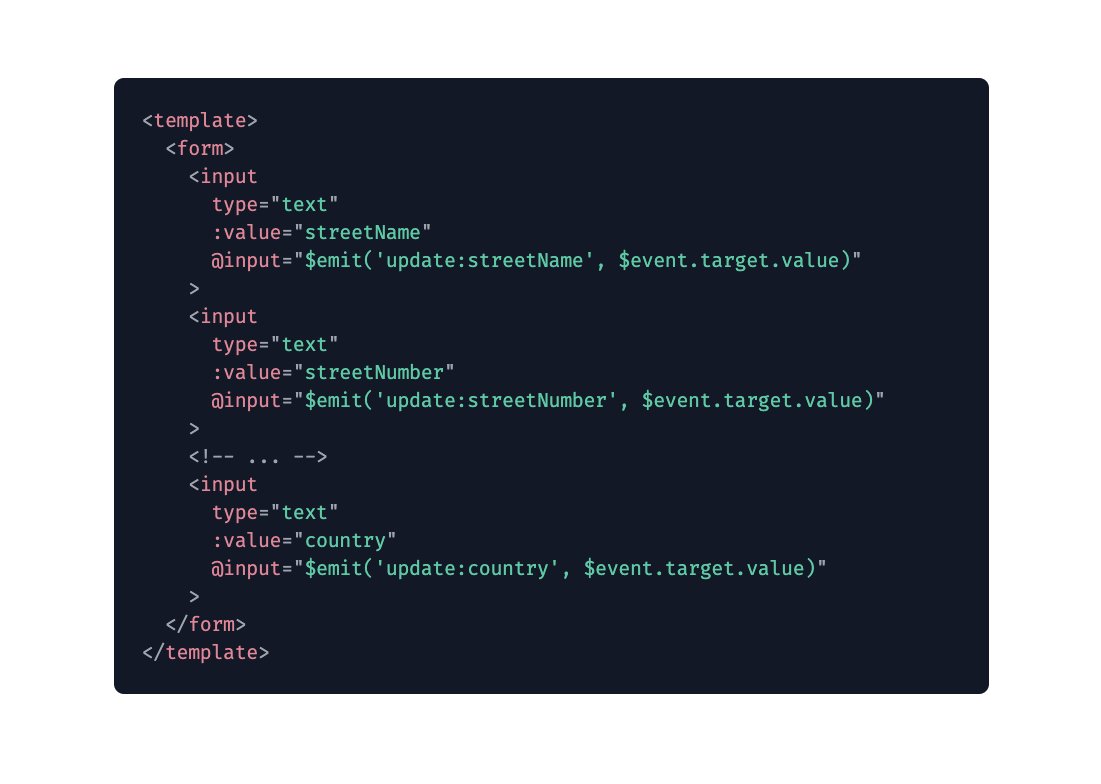 <template>
  <form>
    <input
      type="text"
      :value="streetName"
      @input="$emit('update:streetName', $event.target.value)"
    >
    <input
      type="text"
      :value="streetNumber"
      @input="$emit('update:streetNumber', $event.target.value)"
    >
    <!-- ... -->
    <input
      type="text"
      :value="country"
      @input="$emit('update:country', $event.target.value)"
    >
  </form>
</template>